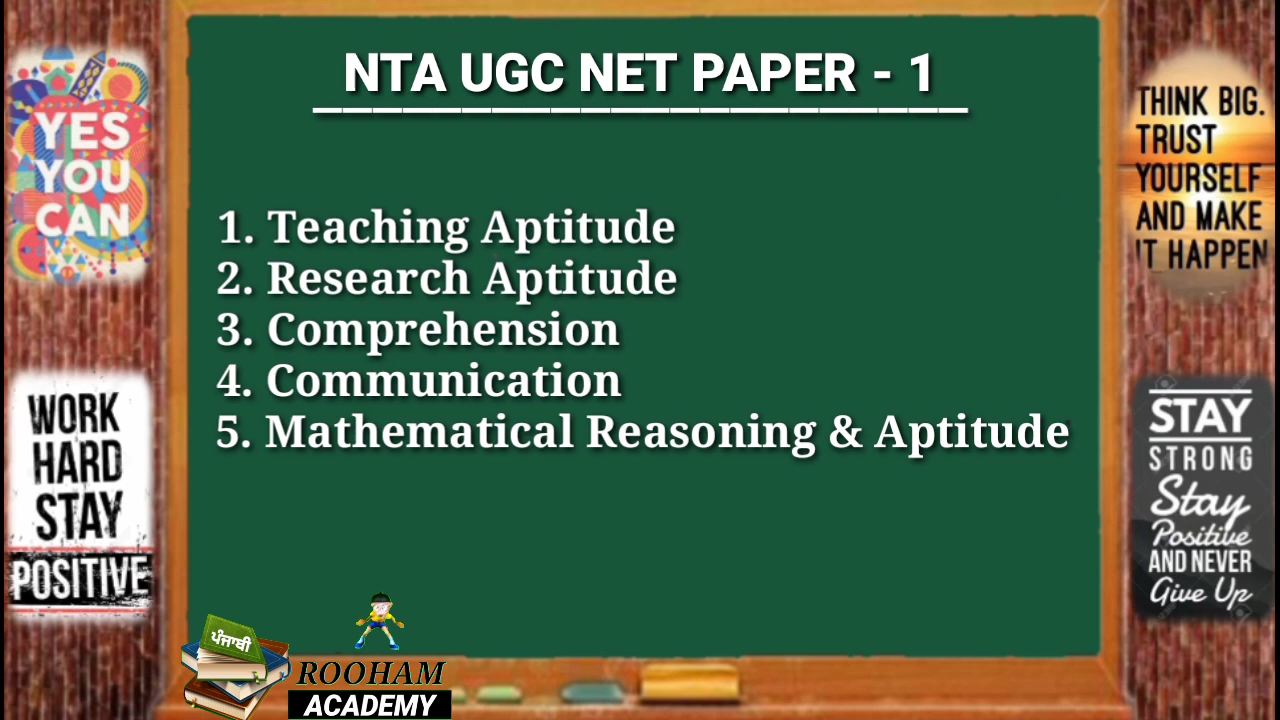 NTA UGC NET PAPER - 1
1. Teaching Aptitude
2. Research Aptitude
3. Comprehension
4. Communication
5. Mathematical Reasoning & Aptitude
YES
YOU
CAN
WORK
HARD
STAY
POSITIVE
THINK BIG.
TRUST
YOURSELF
AND MAKE
IT HAPPEN
STAY
STRONG
Stay
Positive
AND NEVER
Give Up
ਪੰਜਾਬੀ
ROOHAM
ACADEMY